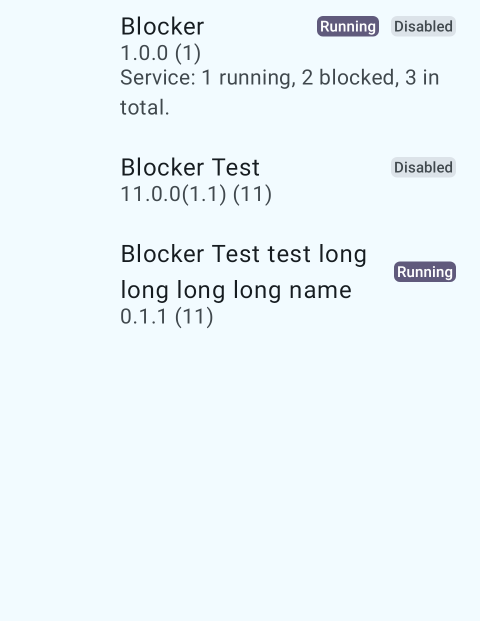 Blocker Running Disabled
1.0.0 (1)
Service: 1 running, 2 blocked, 3 in
total.
Blocker Test Disabled
11.0.0(1.1) (11)
Blocker Test test long
long long long name Running
0.1.1 (11)